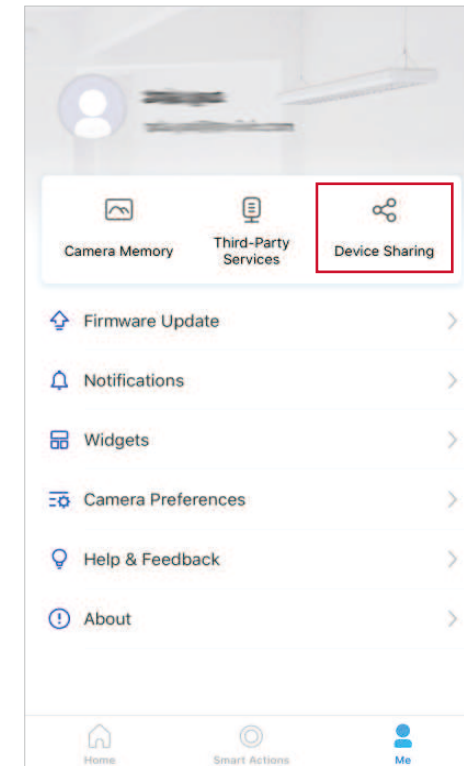 Camera Memory
Third-Party
Services
Device Sharing
Firmware Update
Notifications
Widgets
Camera Preferences
Help & Feedback
About
Home
Smart Actions
Me